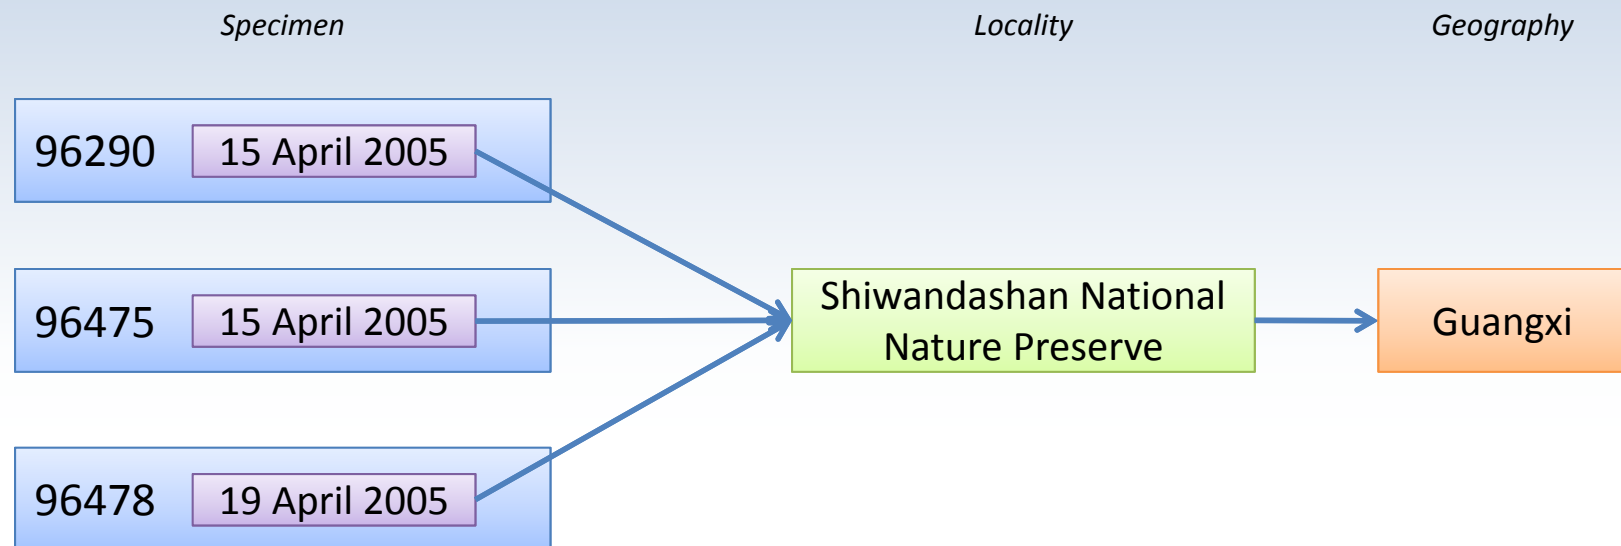 Specimen
Locality
Geography
96290
15 April 2005
96475
15 April 2005
Shiwandashan National
Nature Preserve
Guangxi
96478
19 April 2005